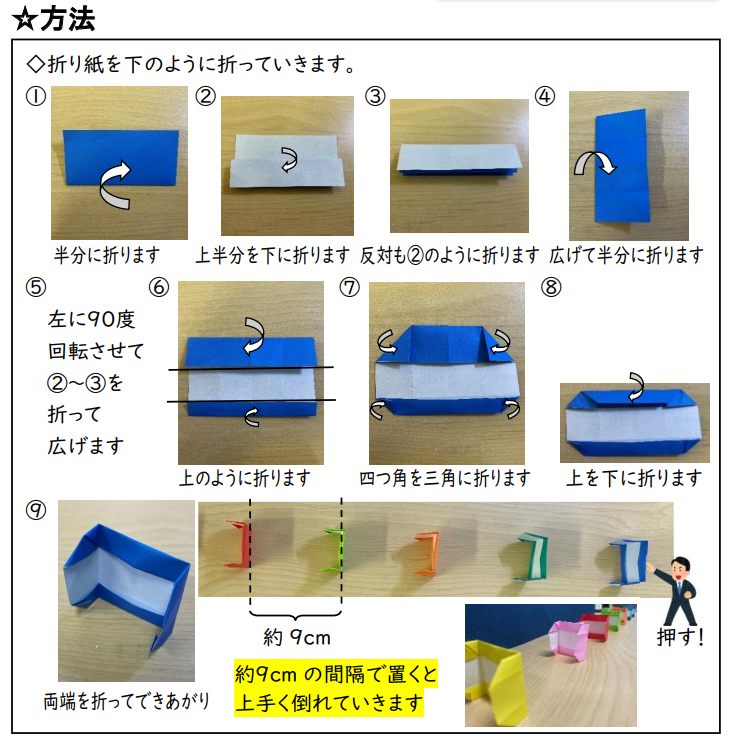 ☆方法
◇折り紙を下のように折っていきます。
①
半分に折ります
②
上半分を下に折ります
③
反対も②のように折ります
④
広げて半分に折ります
⑤
左に90度
回転させて
②～③を
折って
広げます
⑥
上のように折ります
⑦
四つ角を三角に折ります
⑧
上を下に折ります
⑨
両端を折ってできあがり
約9cm
約9cmの間隔で置くと
上手く倒れていきます
押す！